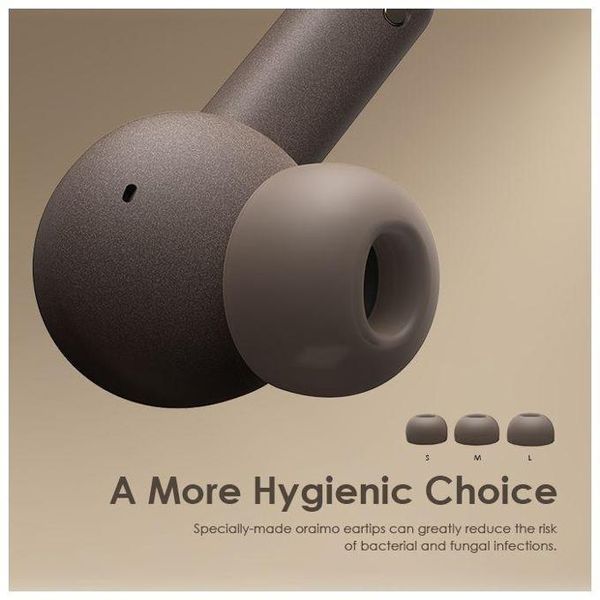 S M L
A More Hygienic Choice
Specially-made oraimo eartips can greatly reduce the risk
of bacterial and fungal infections.